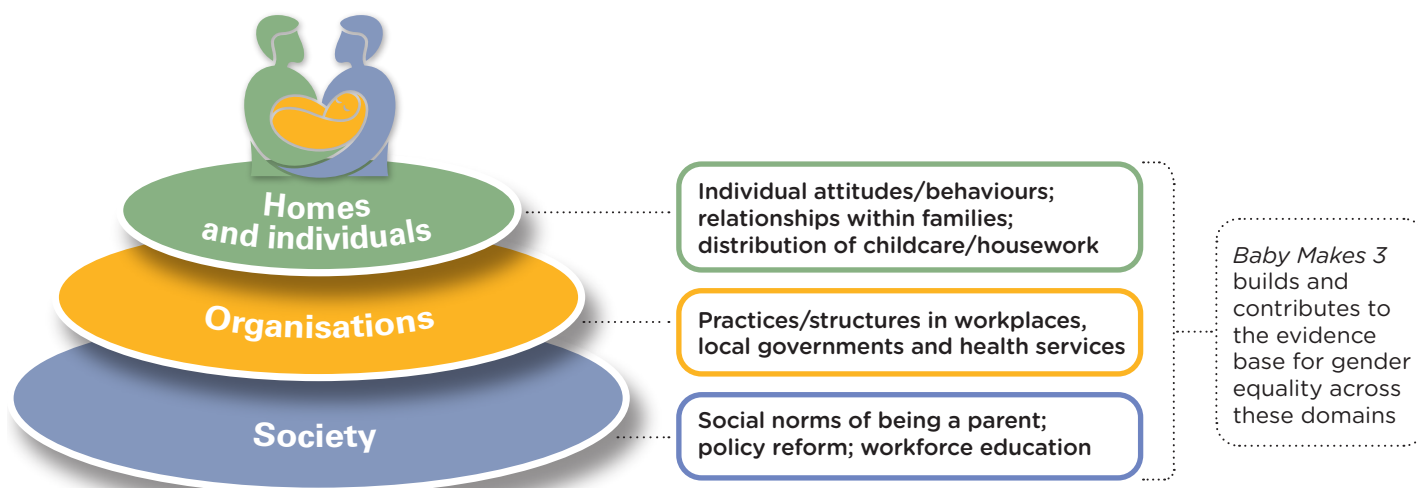 Homes
and individuals
Organisations
Society
Individual attitudes/behaviours;
relationships within families;
distribution of childcare/housework
Practices/structures in workplaces,
local governments and health services
Social norms of being a parent;
policy reform; workforce education
Baby Makes 3
builds and
contributes to
the evidence
base for gender
equality across
these domains